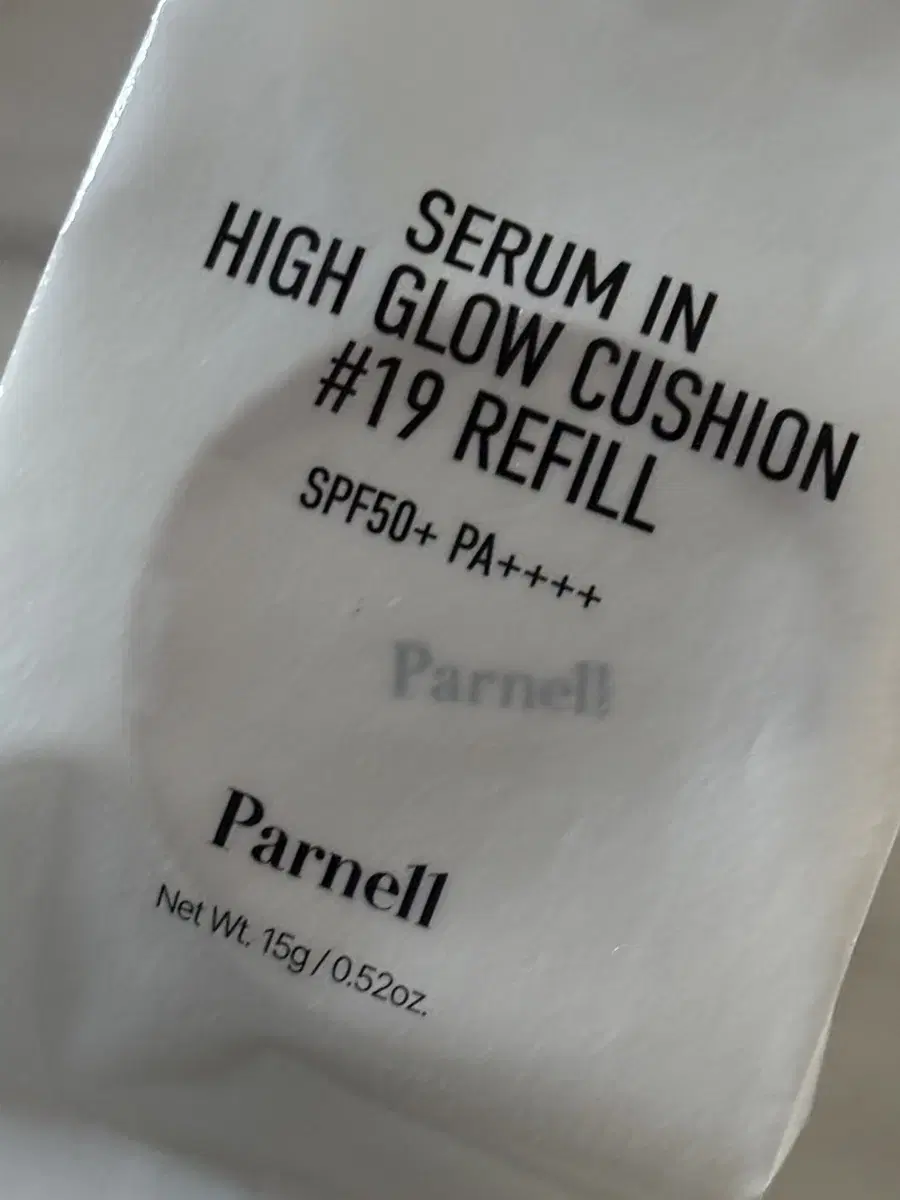 SERUM IN
HIGH GLOW CUSHION
#19 REFILL
SPF50+ PA++++
Parnell
Parnell
Net Wt. 15g / 0.52oz.